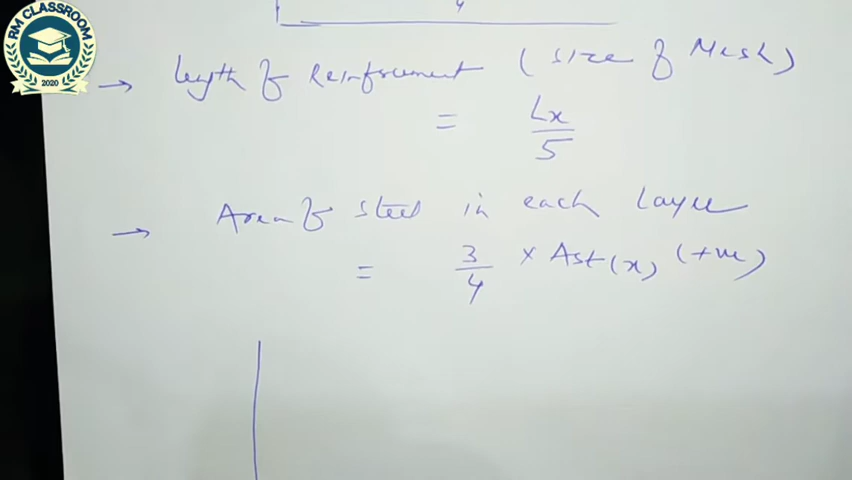 RM CLASSROOM
2020
4
→ Length of Reinforcement (Size of Mesh)
= Lx/5
→ Area of steel in each Layer
= 3/4 × Ast(x) (+ve)